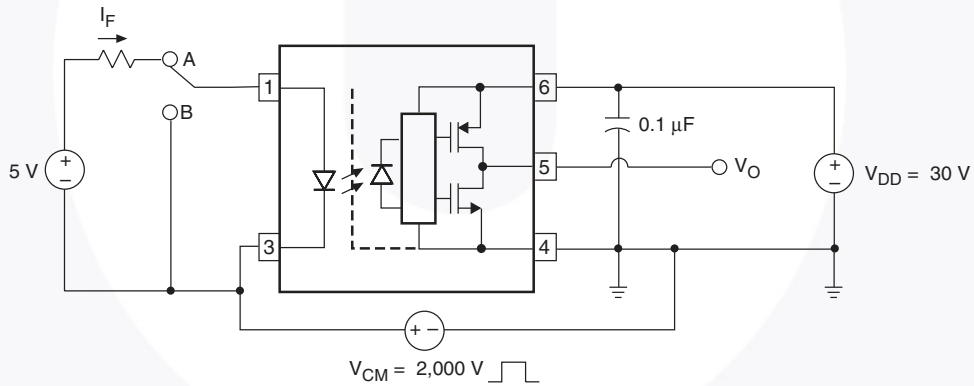 I_F
A
B
5 V
+
−
1
3
6
5
4
0.1 μF
V_O
+
−
V_DD = 30 V
+ −
V_CM = 2,000 V